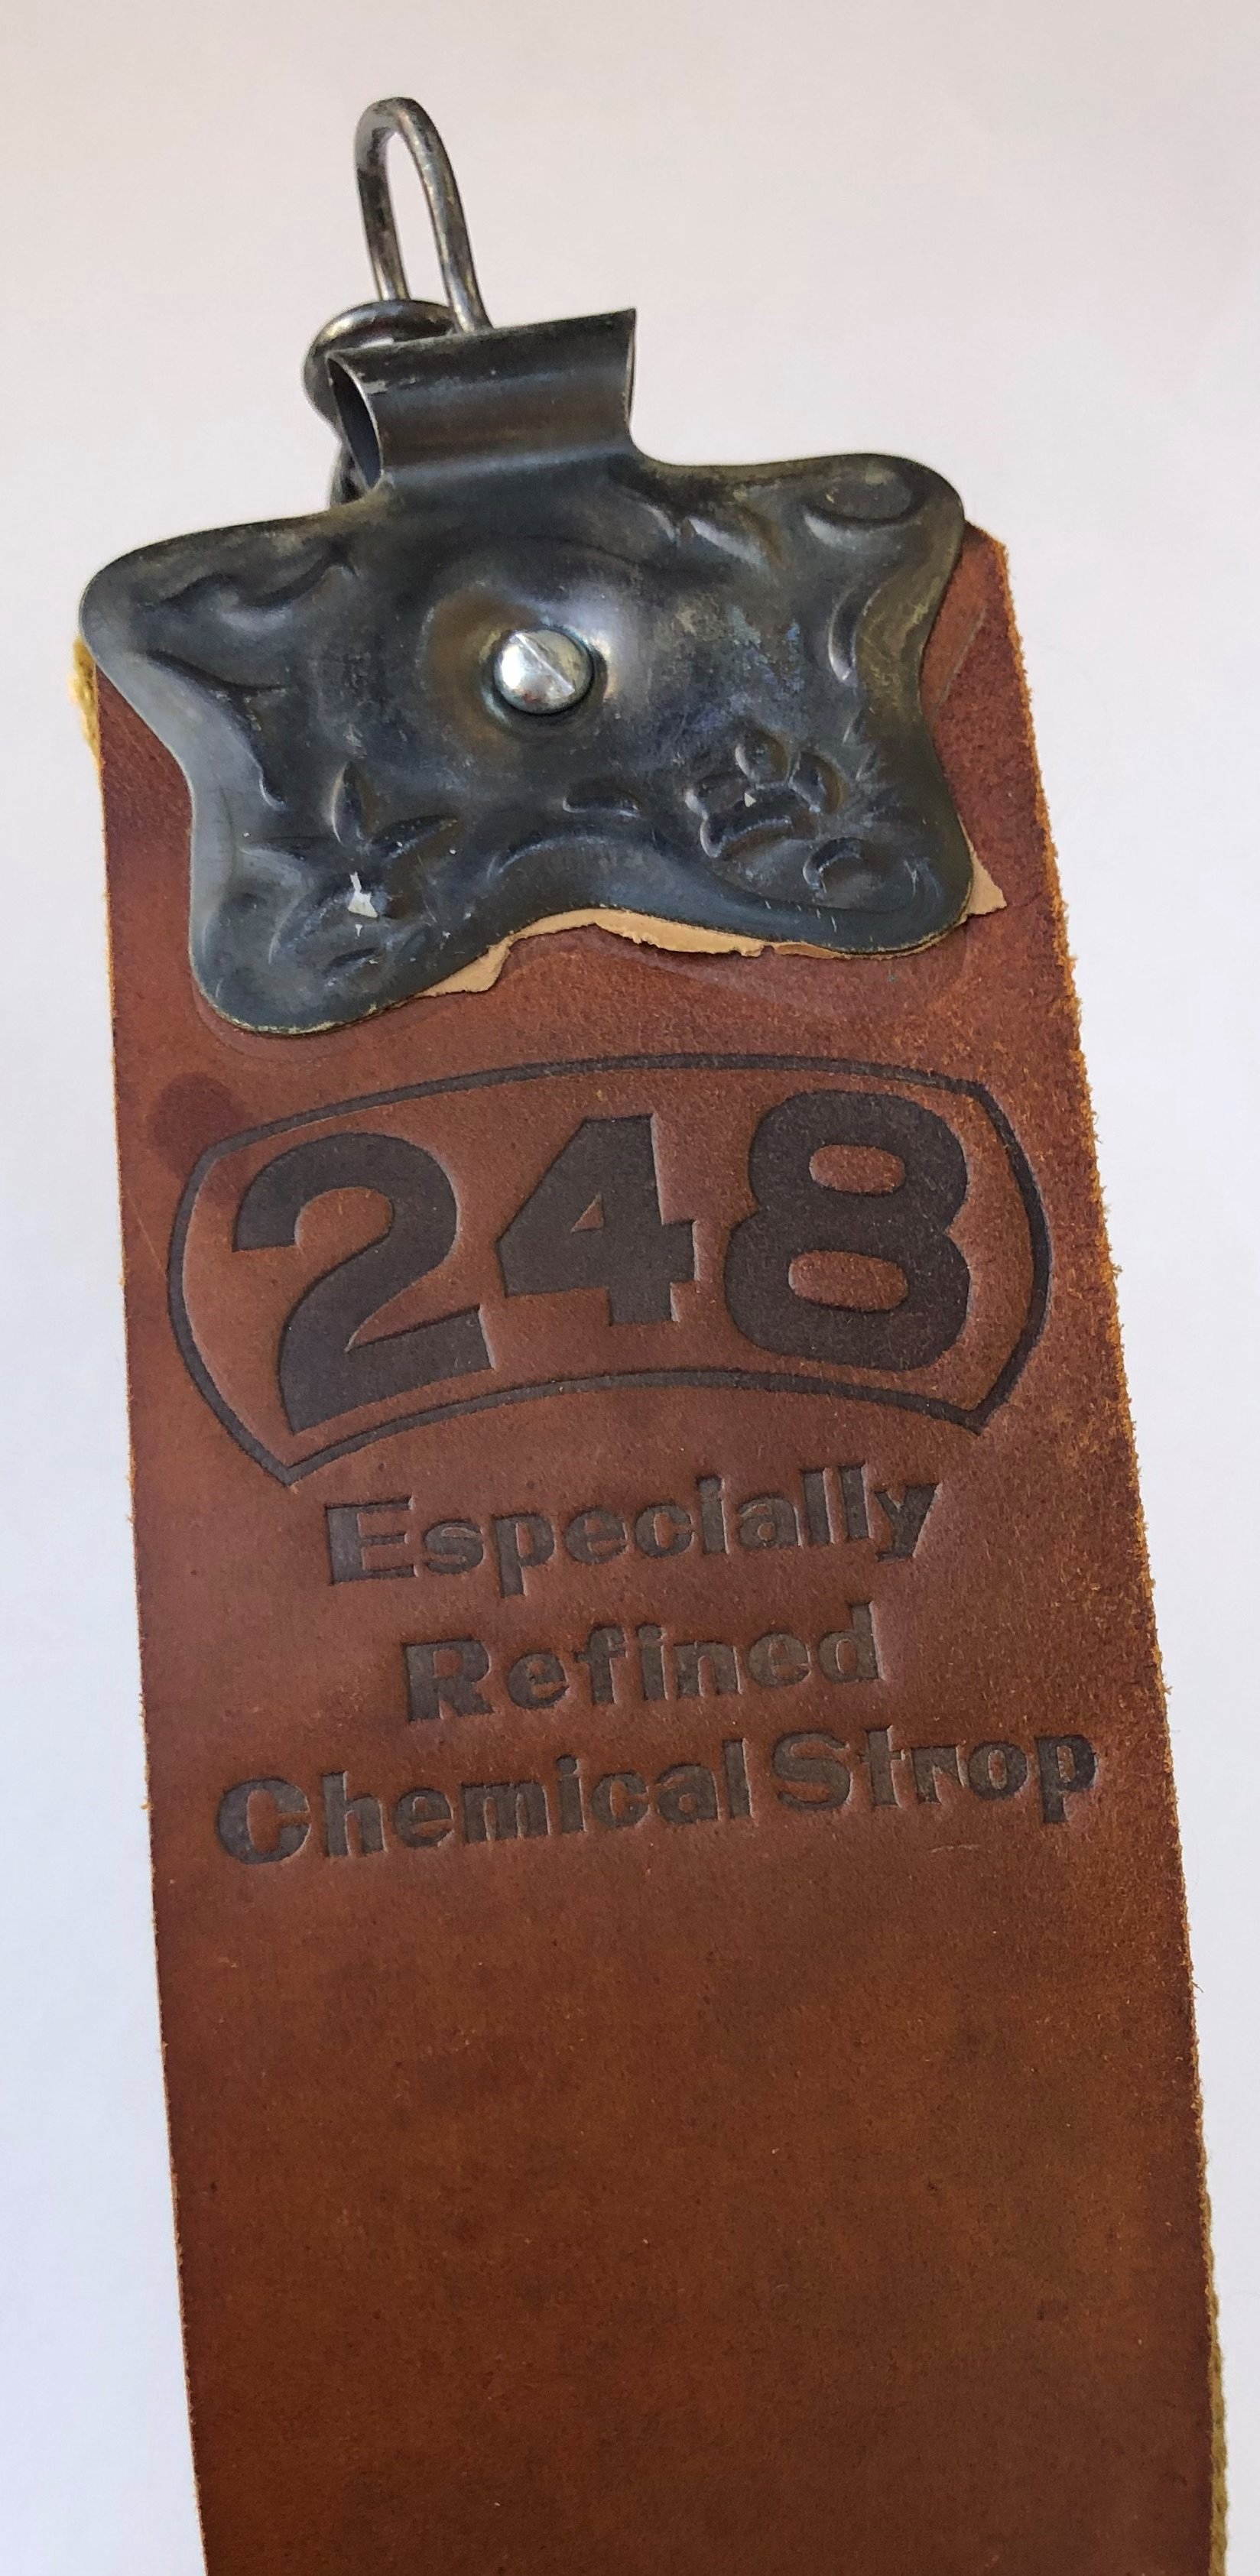 248
Especially
Refined
Chemical Strop